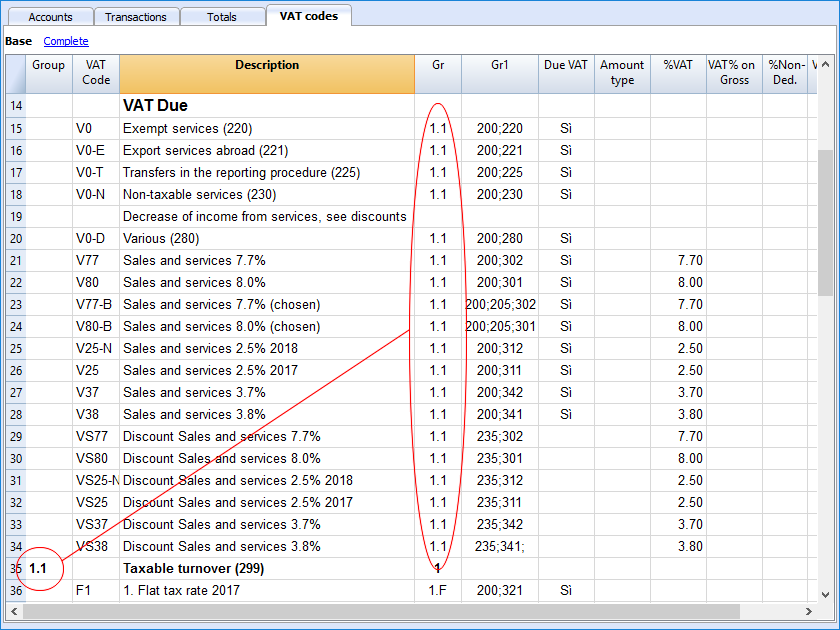 Accounts Transactions Totals VAT codes
Base Complete
Group VAT Code Description Gr Gr1 Due VAT Amount type %VAT VAT% on Gross %Non-Ded. V
14 VAT Due
15 V0 Exempt services (220) 1.1 200;220 Sì
16 V0-E Export services abroad (221) 1.1 200;221 Sì
17 V0-T Transfers in the reporting procedure (225) 1.1 200;225 Sì
18 V0-N Non-taxable services (230) 1.1 200;230 Sì
19 Decrease of income from services, see discounts
20 V0-D Various (280) 1.1 200;280 Sì
21 V77 Sales and services 7.7% 1.1 200;302 Sì 7.70
22 V80 Sales and services 8.0% 1.1 200;301 Sì 8.00
23 V77-B Sales and services 7.7% (chosen) 1.1 200;205;302 Sì 7.70
24 V80-B Sales and services 8.0% (chosen) 1.1 200;205;301 Sì 8.00
25 V25-N Sales and services 2.5% 2018 1.1 200;312 Sì 2.50
26 V25 Sales and services 2.5% 2017 1.1 200;311 Sì 2.50
27 V37 Sales and services 3.7% 1.1 200;342 Sì 3.70
28 V38 Sales and services 3.8% 1.1 200;341 Sì 3.80
29 VS77 Discount Sales and services 7.7% 1.1 235;302 7.70
30 VS80 Discount Sales and services 8.0% 1.1 235;301 8.00
31 VS25-N Discount Sales and services 2.5% 2018 1.1 235;312 2.50
32 VS25 Discount Sales and services 2.5% 2017 1.1 235;311 2.50
33 VS37 Discount Sales and services 3.7% 1.1 235;342 3.70
34 VS38 Discount Sales and services 3.8% 1.1 235;341; 3.80
35 1.1 Taxable turnover (299) 1
36 F1 1. Flat tax rate 2017 1.F 200;321 Sì